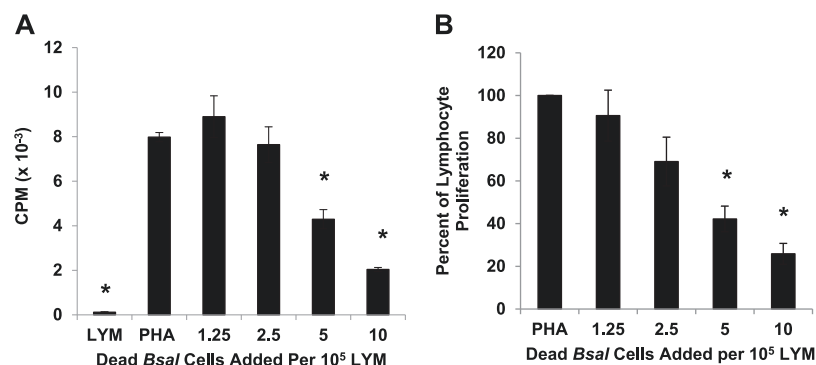 A
12
10
8
6
4
2
0
CPM (x 10⁻³)
*
*
*
LYM PHA 1.25 2.5 5 10
Dead Bsal Cells Added Per 10⁵ LYM
B
120
100
80
60
40
20
0
Percent of Lymphocyte
Proliferation
*
*
PHA 1.25 2.5 5 10
Dead Bsal Cells Added per 10⁵ LYM